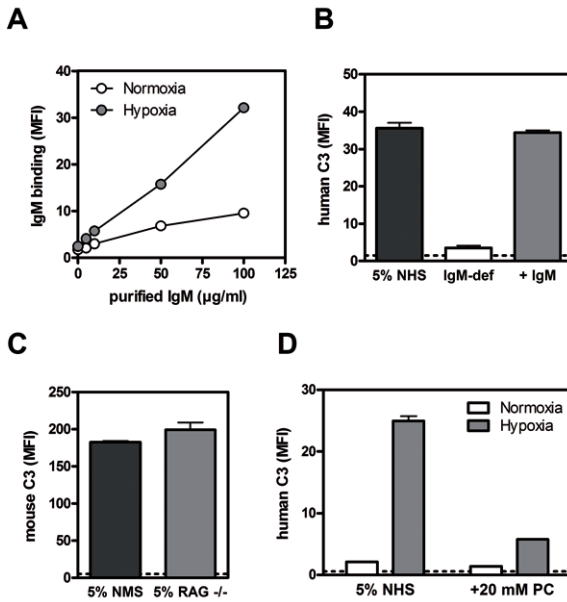 A
IgM binding (MFI)
40
30
20
10
0
Normoxia
Hypoxia
0 25 50 75 100 125
purified IgM (µg/ml)
B
human C3 (MFI)
50
40
30
20
10
0
5% NHS IgM-def + IgM
C
mouse C3 (MFI)
250
200
150
100
50
0
5% NMS 5% RAG -/-
D
human C3 (MFI)
30
20
10
0
Normoxia
Hypoxia
5% NHS +20 mM PC